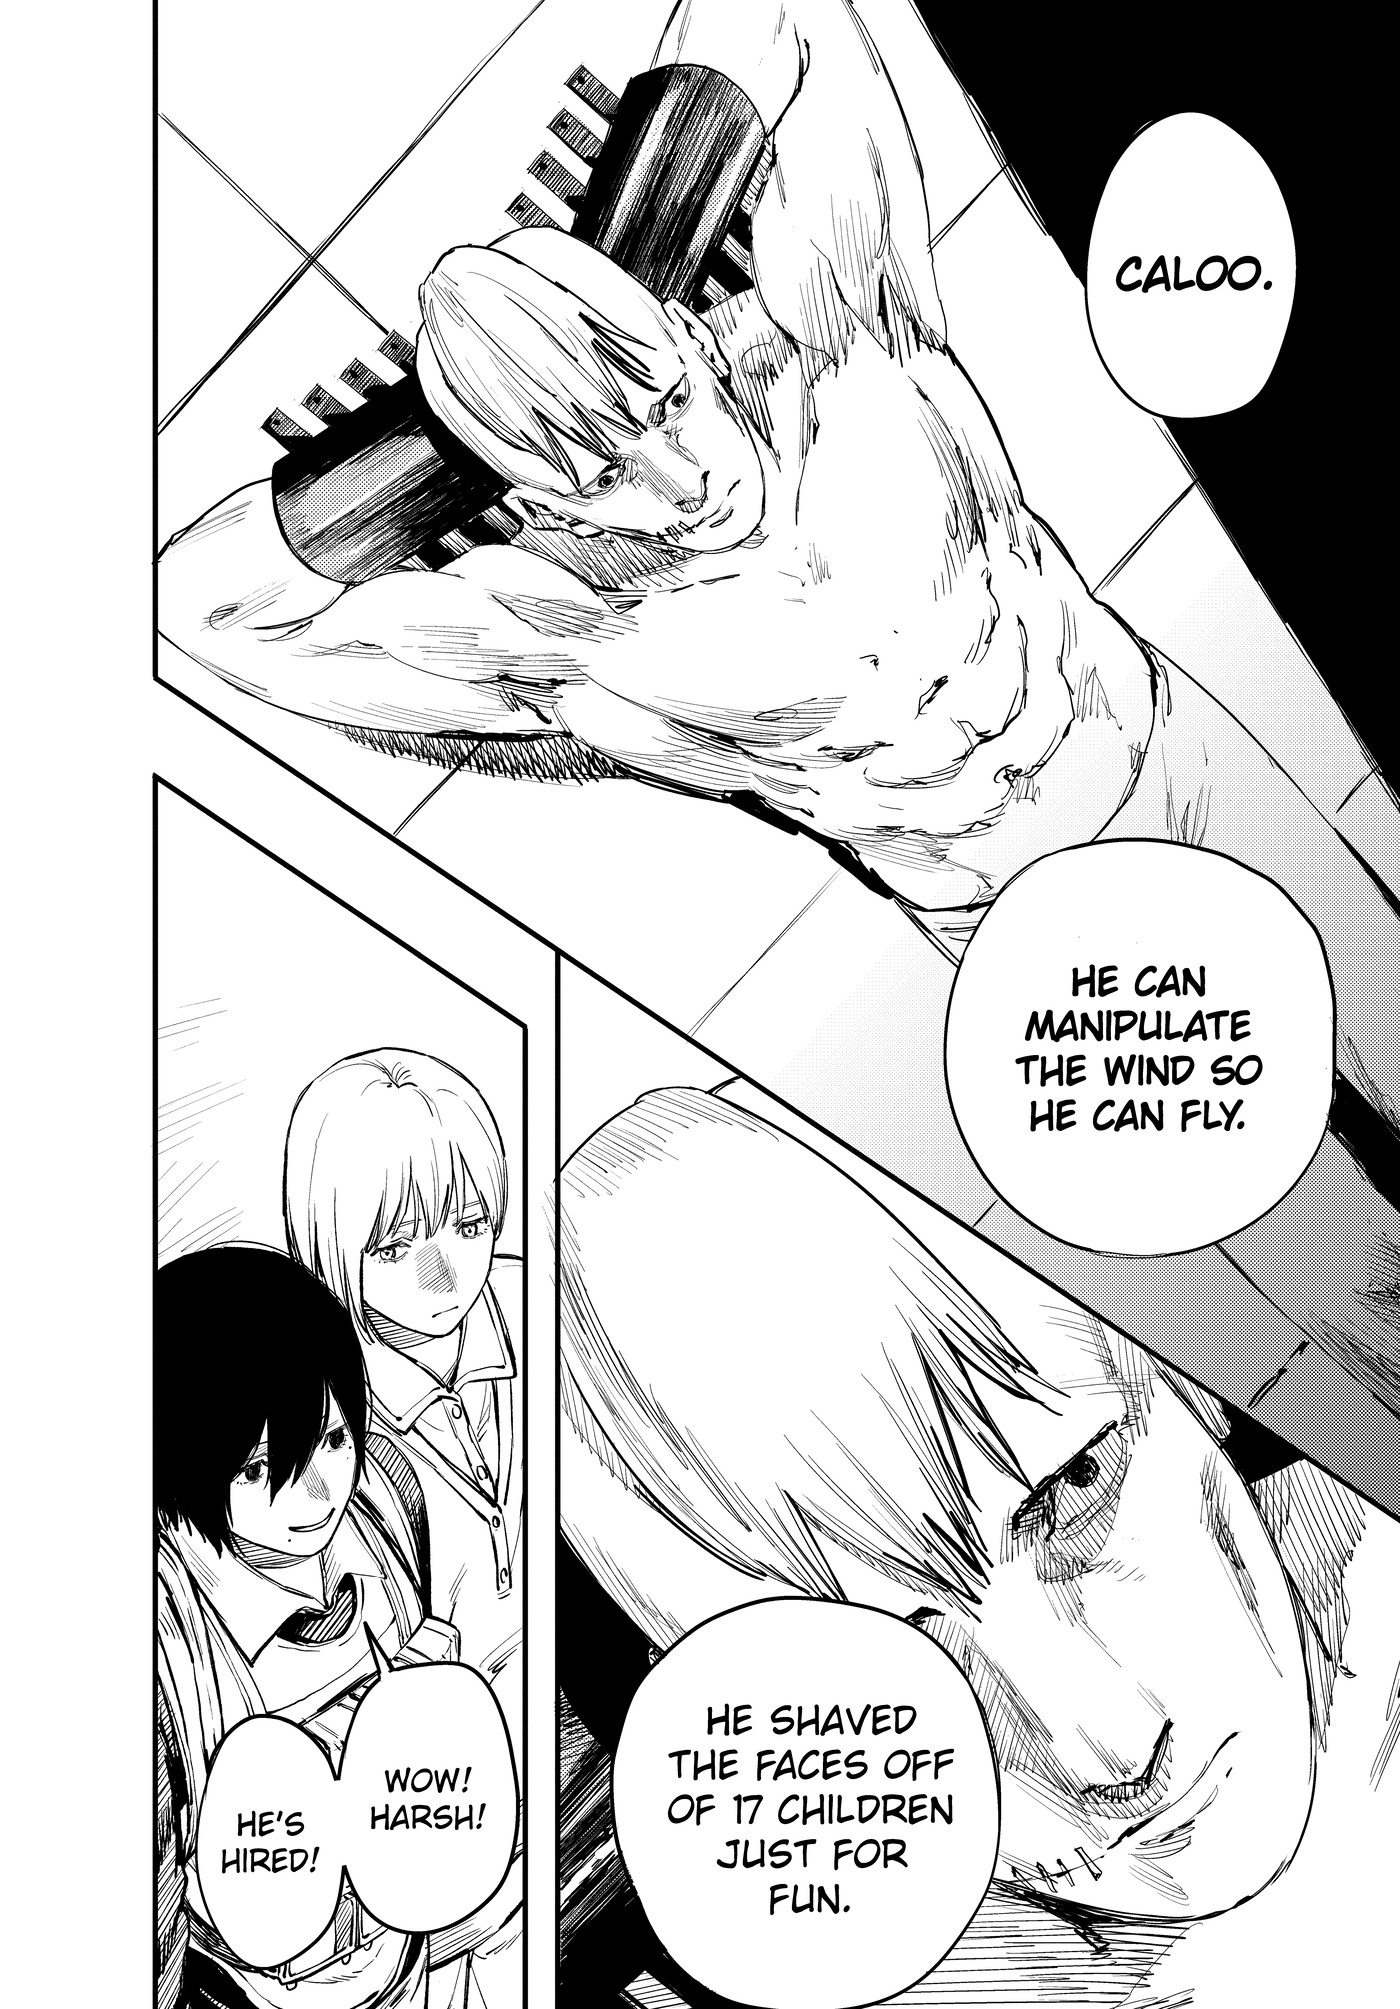 CALOO.
HE CAN
MANIPULATE
THE WIND SO
HE CAN FLY.
HE SHAVED
THE FACES OFF
OF 17 CHILDREN
JUST FOR
FUN.
WOW!
HARSH!
HE'S
HIRED!